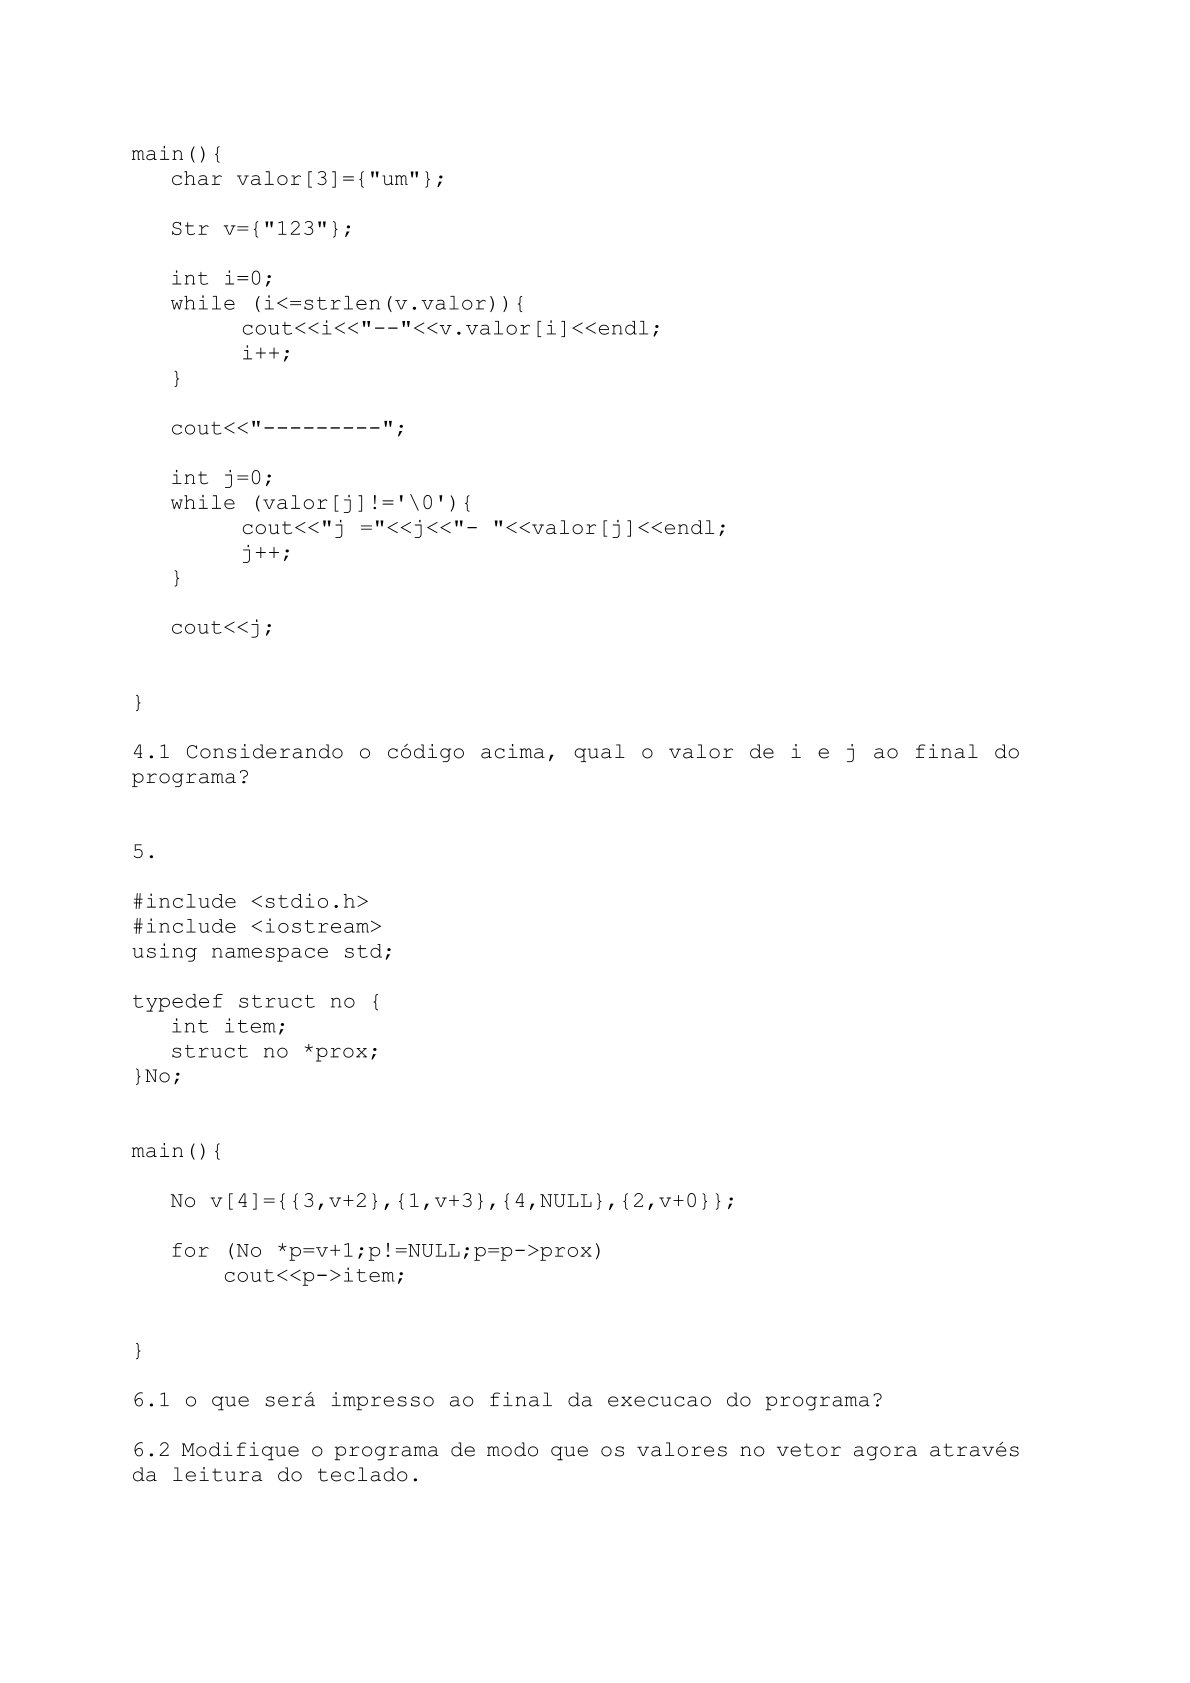 main(){
char valor[3]={"um"};
Str v={"123"};
int i=0;
while (i<=strlen(v.valor)){
cout<<i<<"--"<<v.valor[i]<<endl;
i++;
}
cout<<"---------";
int j=0;
while (valor[j]!='\0'){
cout<<"j ="<<j<<"- "<<valor[j]<<endl;
j++;
}
cout<<j;
}
4.1 Considerando o código acima, qual o valor de i e j ao final do
programa?
5.
#include <stdio.h>
#include <iostream>
using namespace std;
typedef struct no {
int item;
struct no *prox;
}No;
main(){
No v[4]={{3,v+2},{1,v+3},{4,NULL},{2,v+0}};
for (No *p=v+1;p!=NULL;p=p->prox)
cout<<p->item;
}
6.1 o que será impresso ao final da execucao do programa?
6.2 Modifique o programa de modo que os valores no vetor agora através
da leitura do teclado.